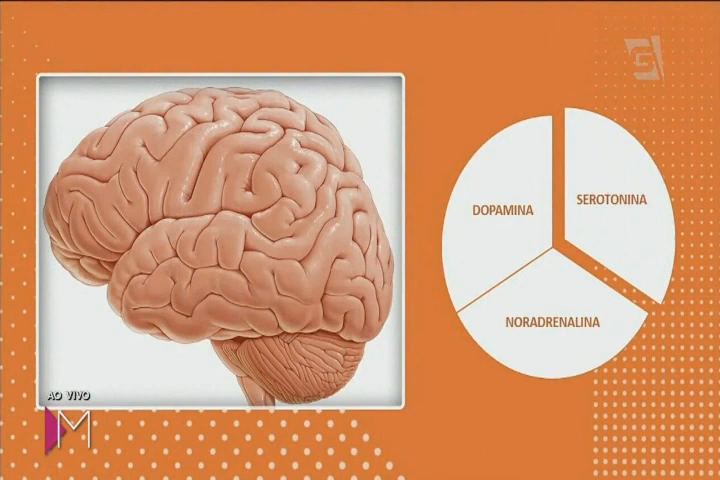 DOPAMINA
SEROTONINA
NORADRENALINA
AO VIVO
M
G